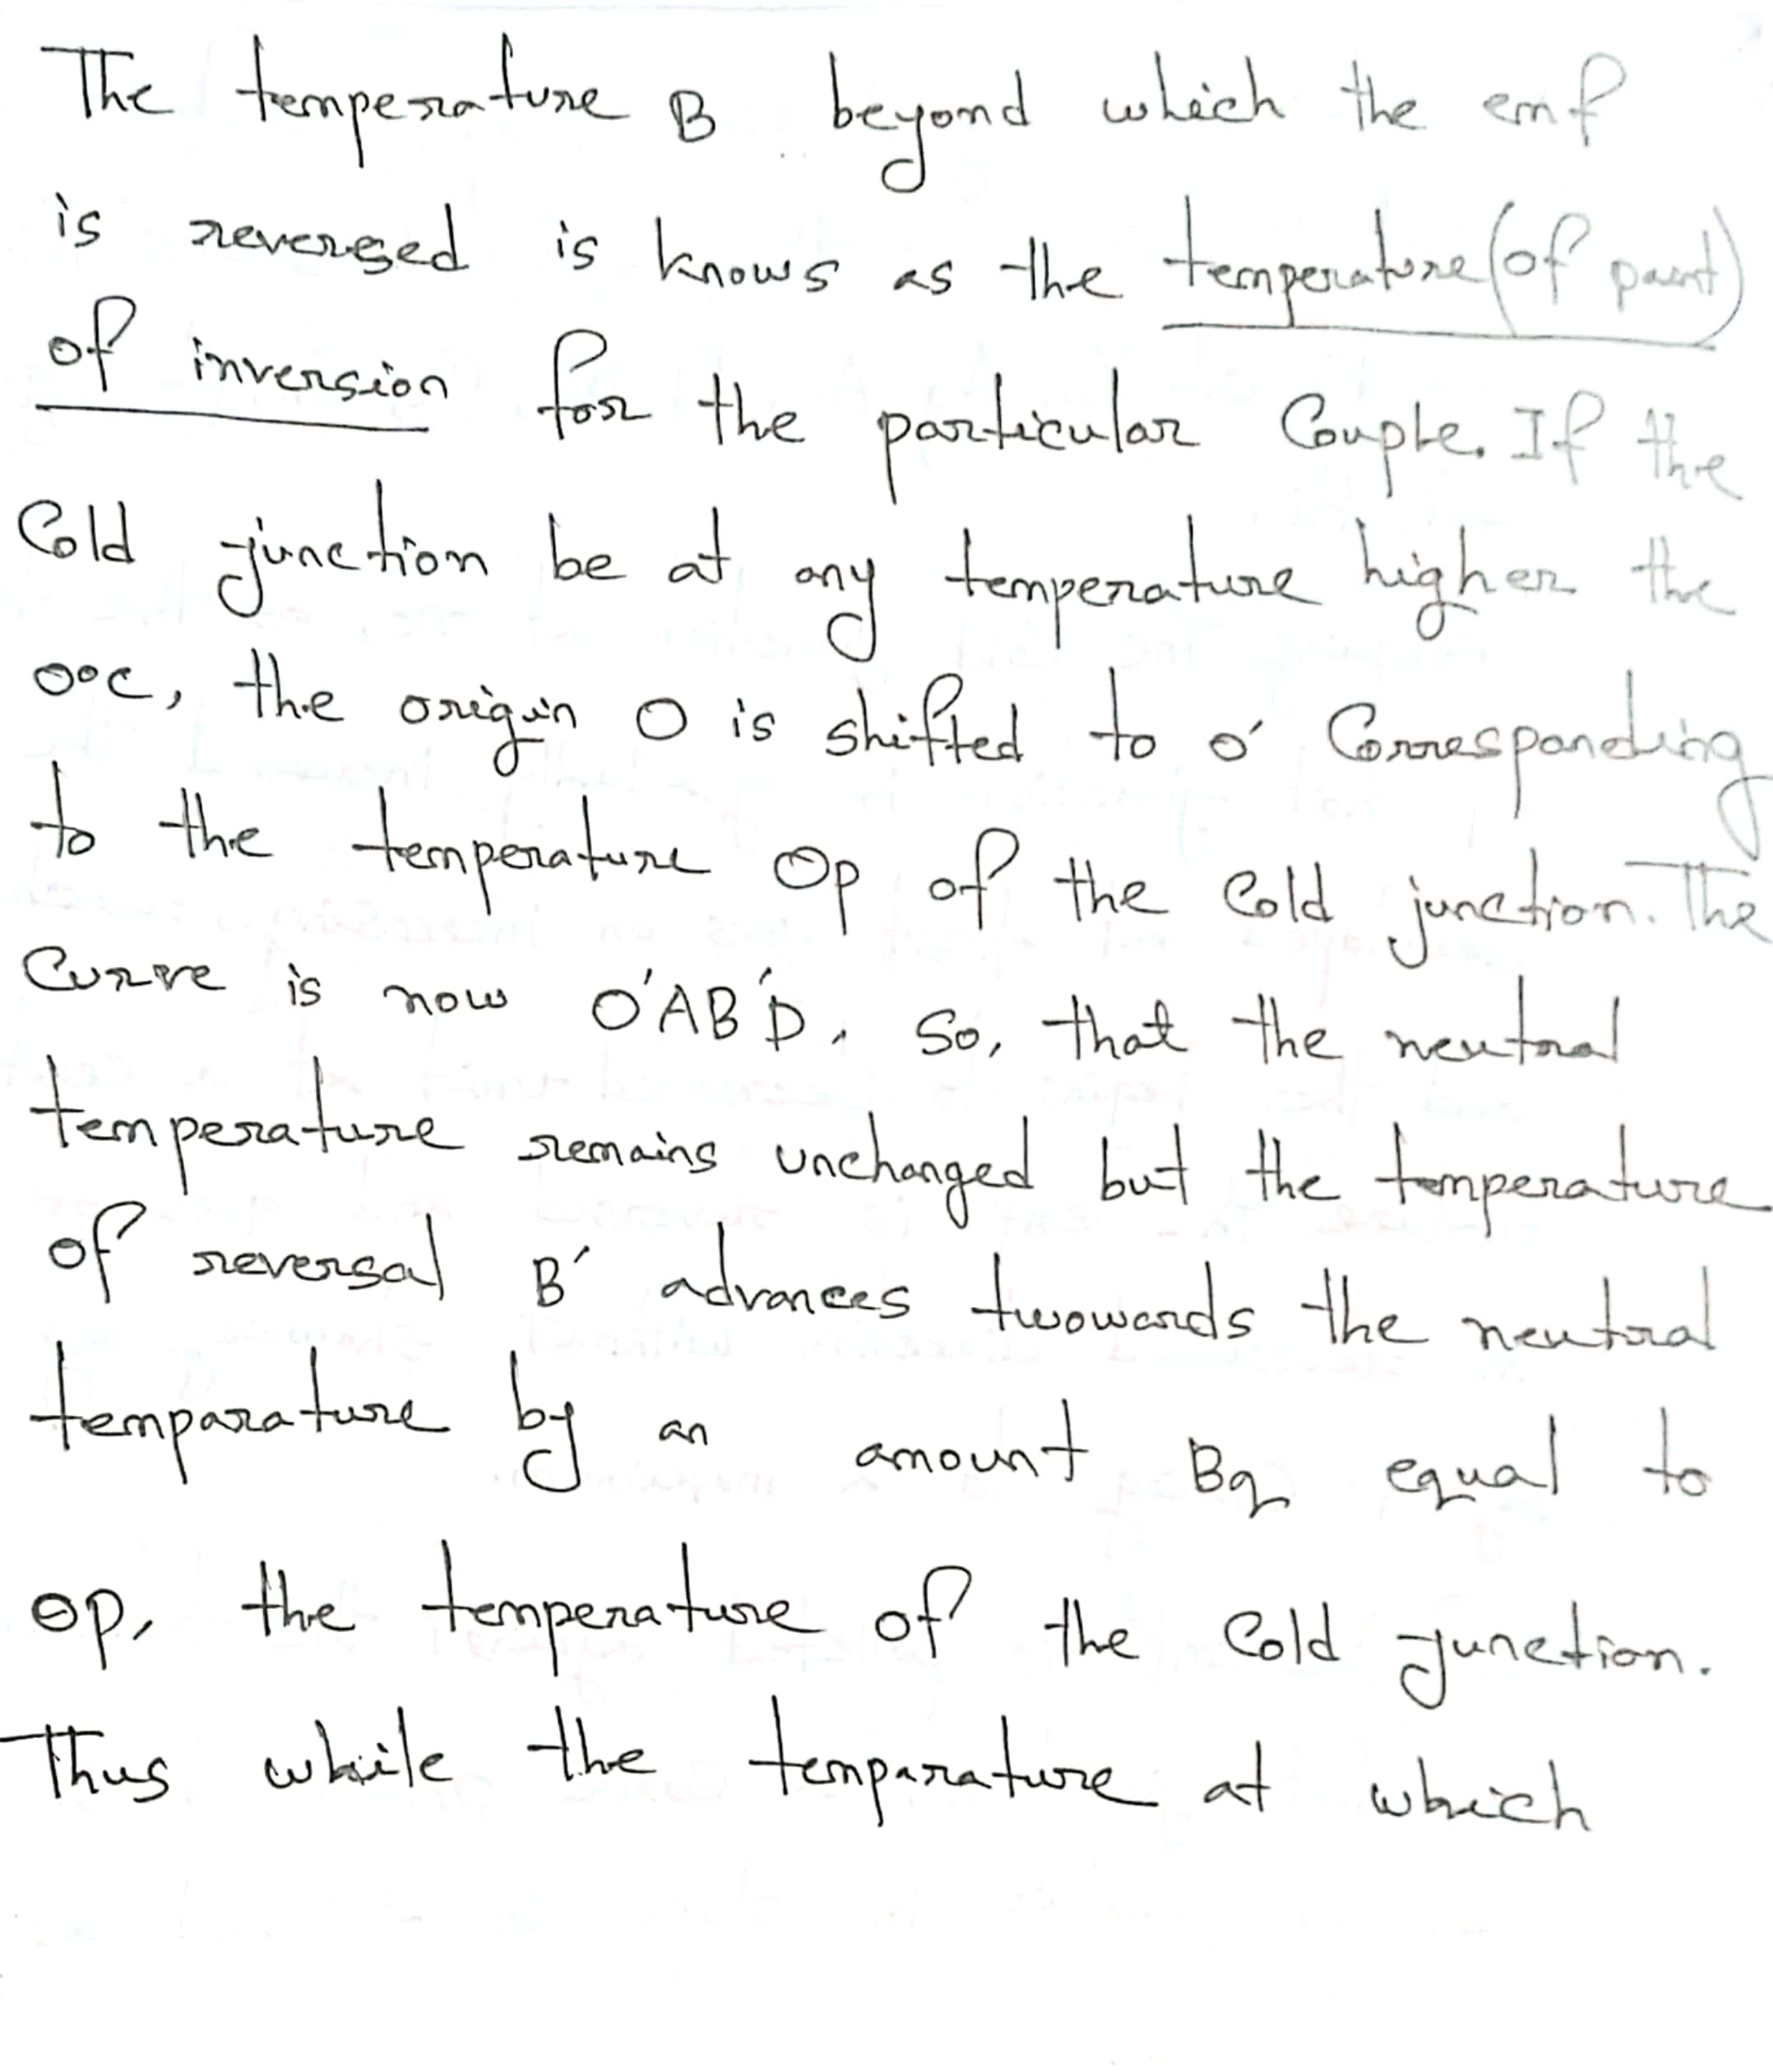 The temperature B beyond which the emf
is reversed is knows as the temperature (of paint)
of inversion for the particular Couple. If the
Cold junction be at any temperature higher the
0°C, the origin O is shifted to o' Corresponding
to the temperature Op of the Cold junction. The
Curve is now O'AB'D. So, that the neutral
temperature remains unchanged but the temperature
of reversal B' advances twowards the neutral
temparature by an amount Bq equal to
op, the temperature of the Cold junction.
Thus while the temparature at which